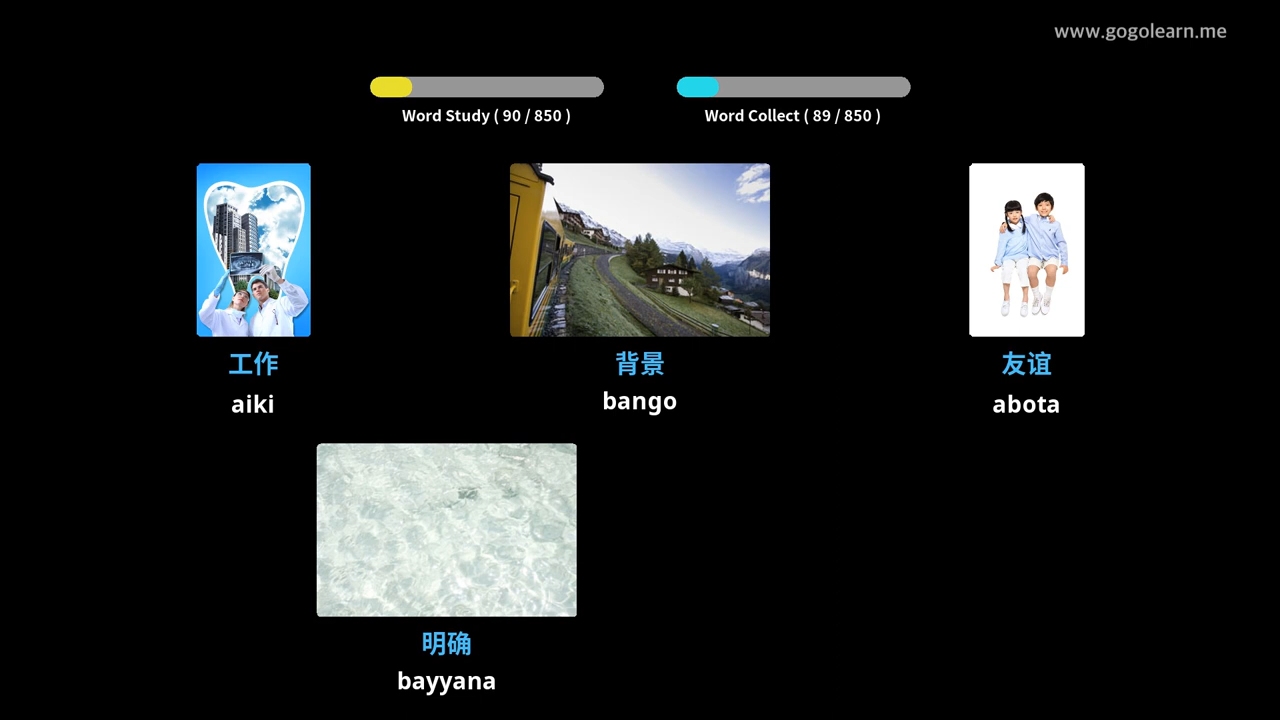 www.gogolearn.me
Word Study ( 90 / 850 )
Word Collect ( 89 / 850 )
工作
aiki
背景
bango
友谊
abota
明确
bayyana